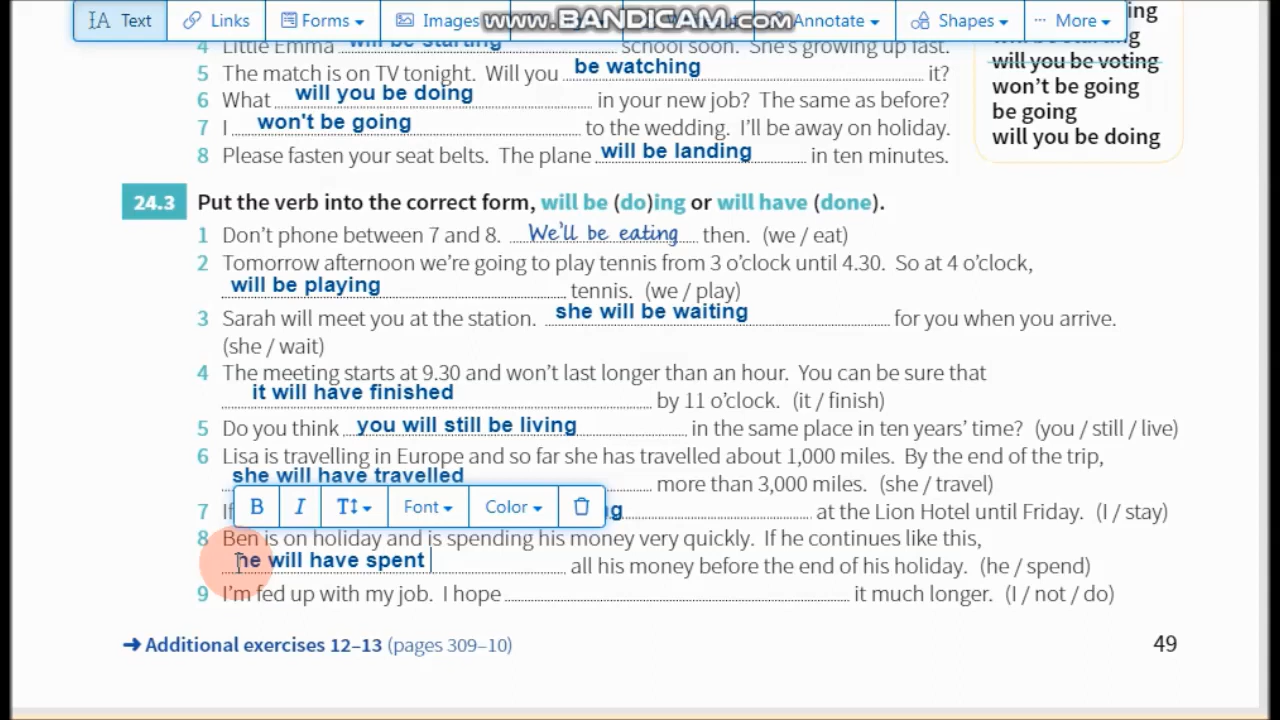 Text Links Forms Images Annotate Shapes More
www.BANDICAM.com
ing
4 Little Emma will be starting school soon. She's growing up fast.
will you be voting
5 The match is on TV tonight. Will you be watching it?
won't be going
6 What will you be doing in your new job? The same as before?
be going
7 I won't be going to the wedding. I'll be away on holiday.
will you be doing
8 Please fasten your seat belts. The plane will be landing in ten minutes.
24.3 Put the verb into the correct form, will be (do)ing or will have (done).
1 Don't phone between 7 and 8. We'll be eating then. (we / eat)
2 Tomorrow afternoon we're going to play tennis from 3 o'clock until 4.30. So at 4 o'clock,
will be playing tennis. (we / play)
3 Sarah will meet you at the station. she will be waiting for you when you arrive.
(she / wait)
4 The meeting starts at 9.30 and won't last longer than an hour. You can be sure that
it will have finished by 11 o'clock. (it / finish)
5 Do you think you will still be living in the same place in ten years' time? (you / still / live)
6 Lisa is travelling in Europe and so far she has travelled about 1,000 miles. By the end of the trip,
she will have travelled more than 3,000 miles. (she / travel)
B I T Font Color
7 If g at the Lion Hotel until Friday. (I / stay)
8 Ben is on holiday and is spending his money very quickly. If he continues like this,
he will have spent all his money before the end of his holiday. (he / spend)
9 I'm fed up with my job. I hope it much longer. (I / not / do)
➜ Additional exercises 12–13 (pages 309–10)
49